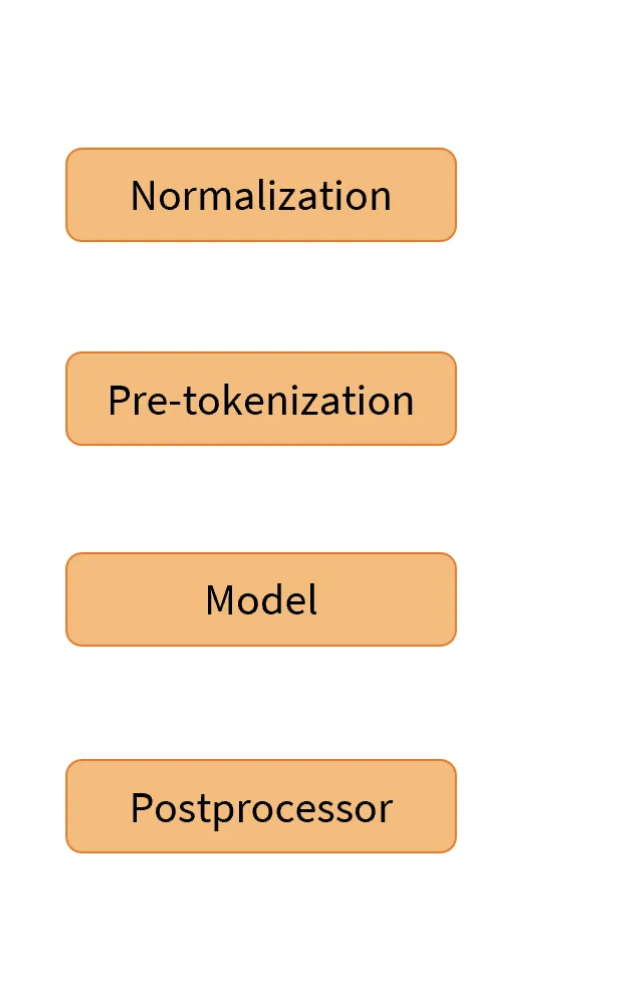 Normalization
Pre-tokenization
Model
Postprocessor